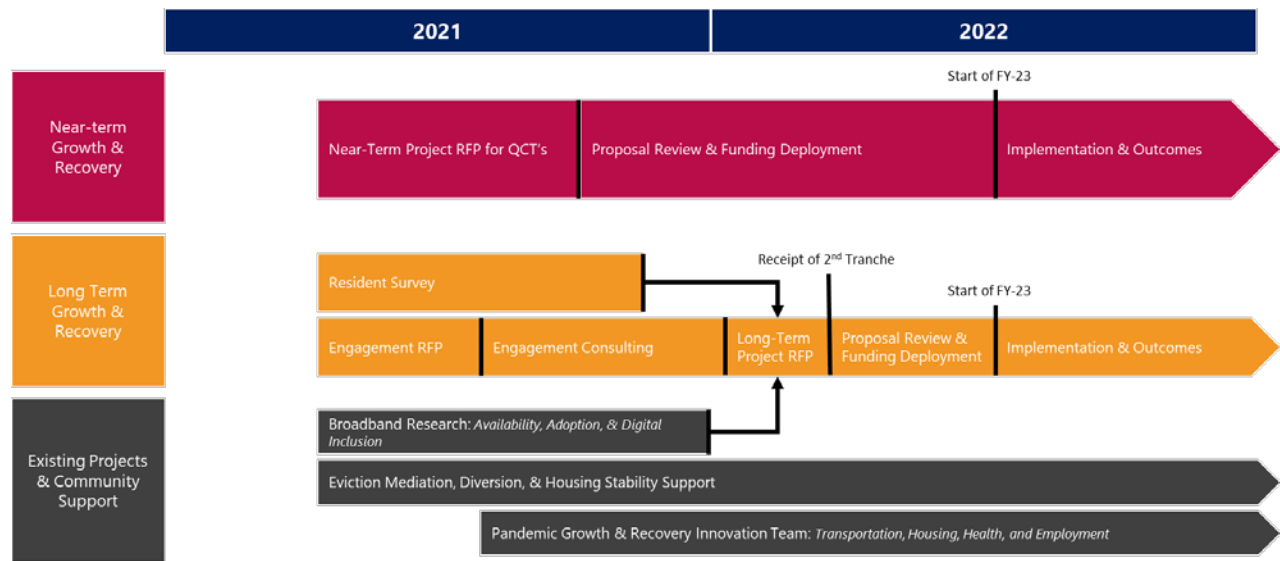 2021
2022
Near-term
Growth &
Recovery
Start of FY-23
Near-Term Project RFP for QCT's
Proposal Review & Funding Deployment
Implementation & Outcomes
Long Term
Growth &
Recovery
Resident Survey
Receipt of 2nd Tranche
Start of FY-23
Engagement RFP
Engagement Consulting
Long-Term
Project RFP
Proposal Review &
Funding Deployment
Implementation & Outcomes
Existing Projects
& Community
Support
Broadband Research: Availability, Adoption, & Digital
Inclusion
Eviction Mediation, Diversion, & Housing Stability Support
Pandemic Growth & Recovery Innovation Team: Transportation, Housing, Health, and Employment